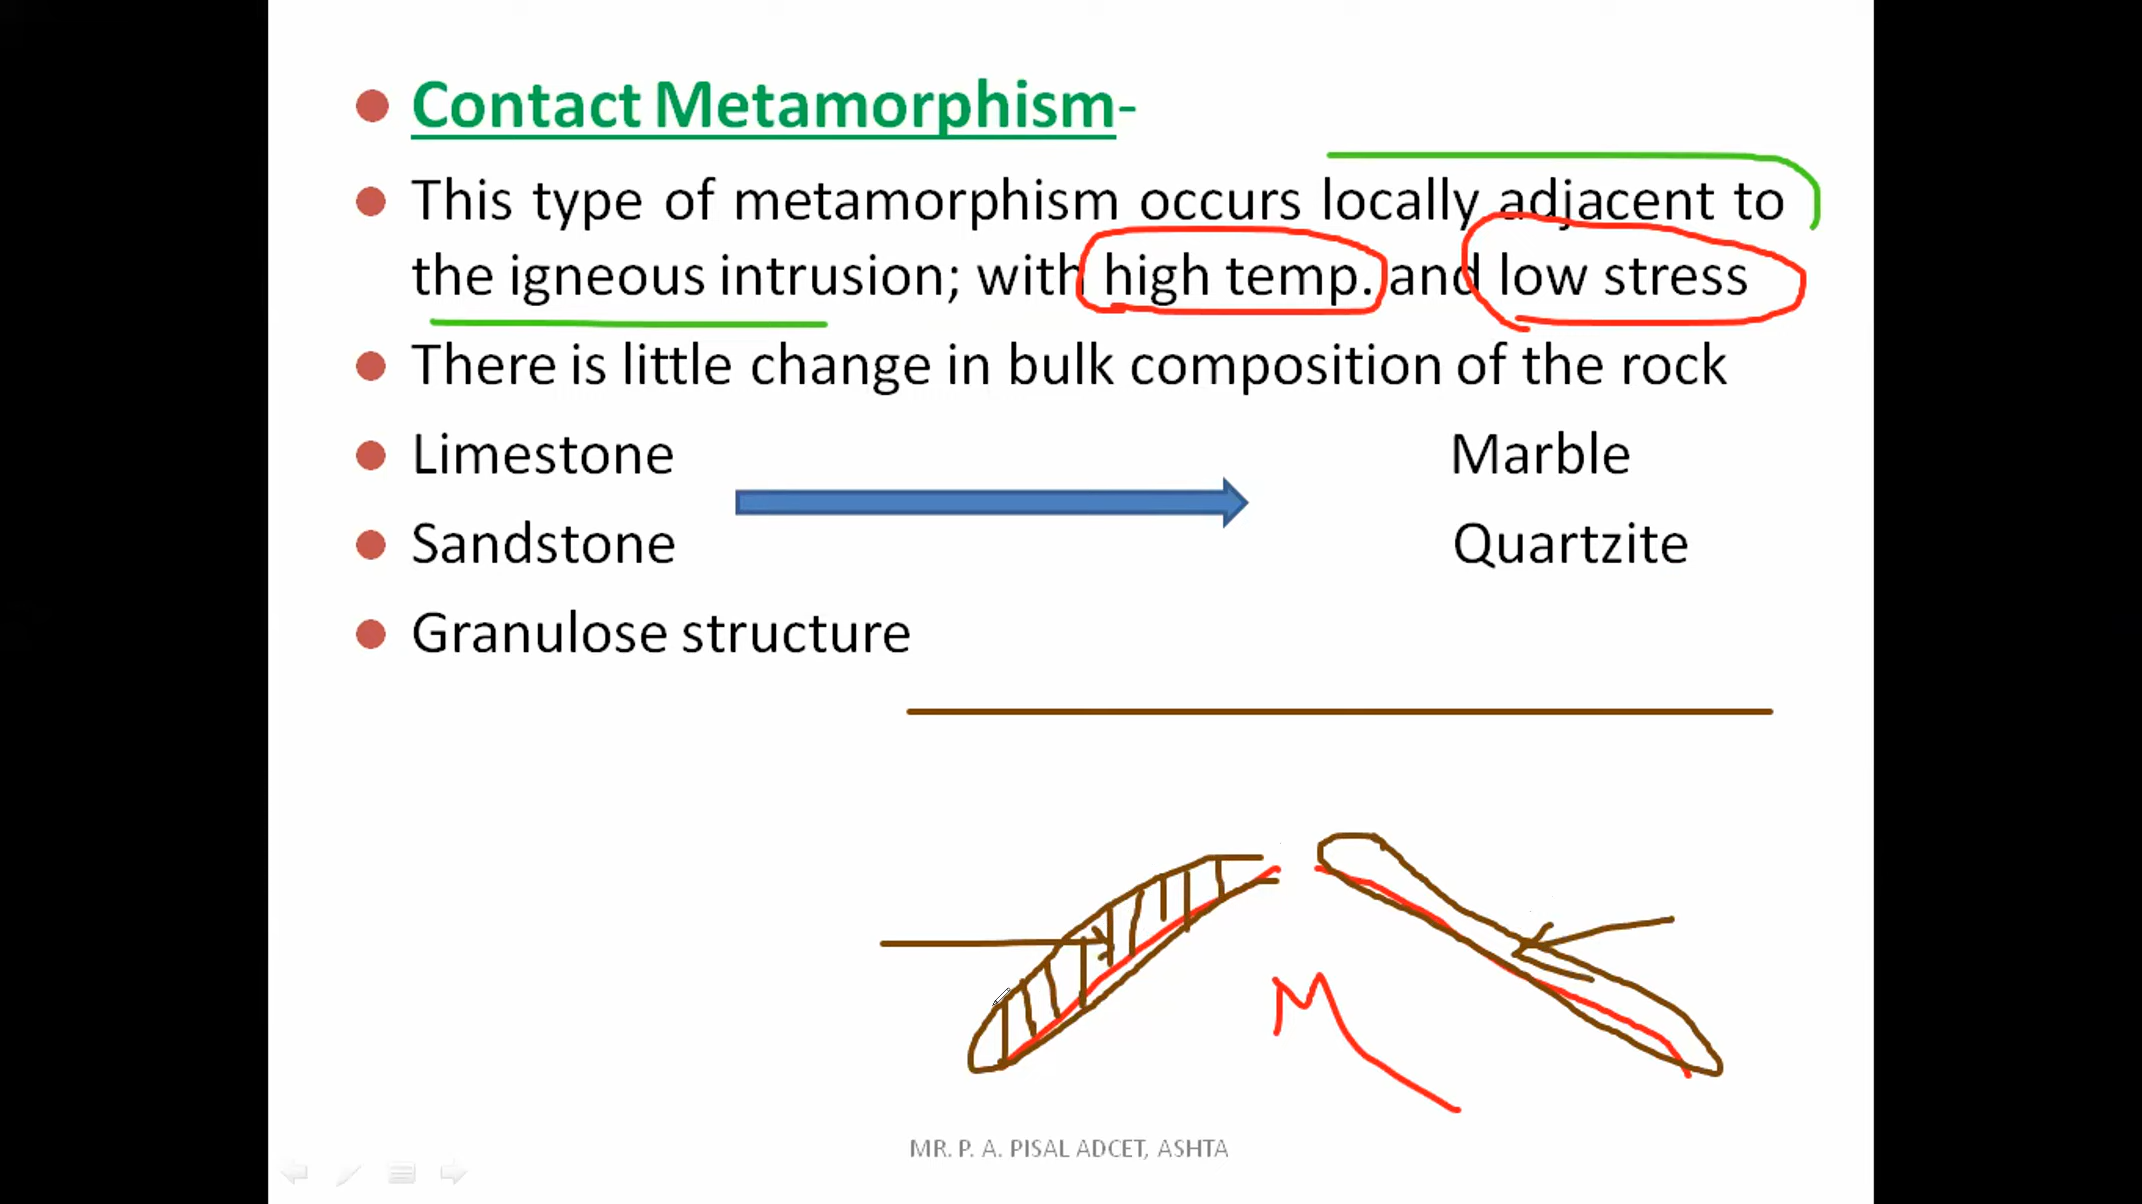 Contact Metamorphism-
This type of metamorphism occurs locally adjacent to
the igneous intrusion; with high temp. and low stress
There is little change in bulk composition of the rock
Limestone Marble
Sandstone Quartzite
Granulose structure
M
MR. P. A. PISAL ADCET, ASHTA